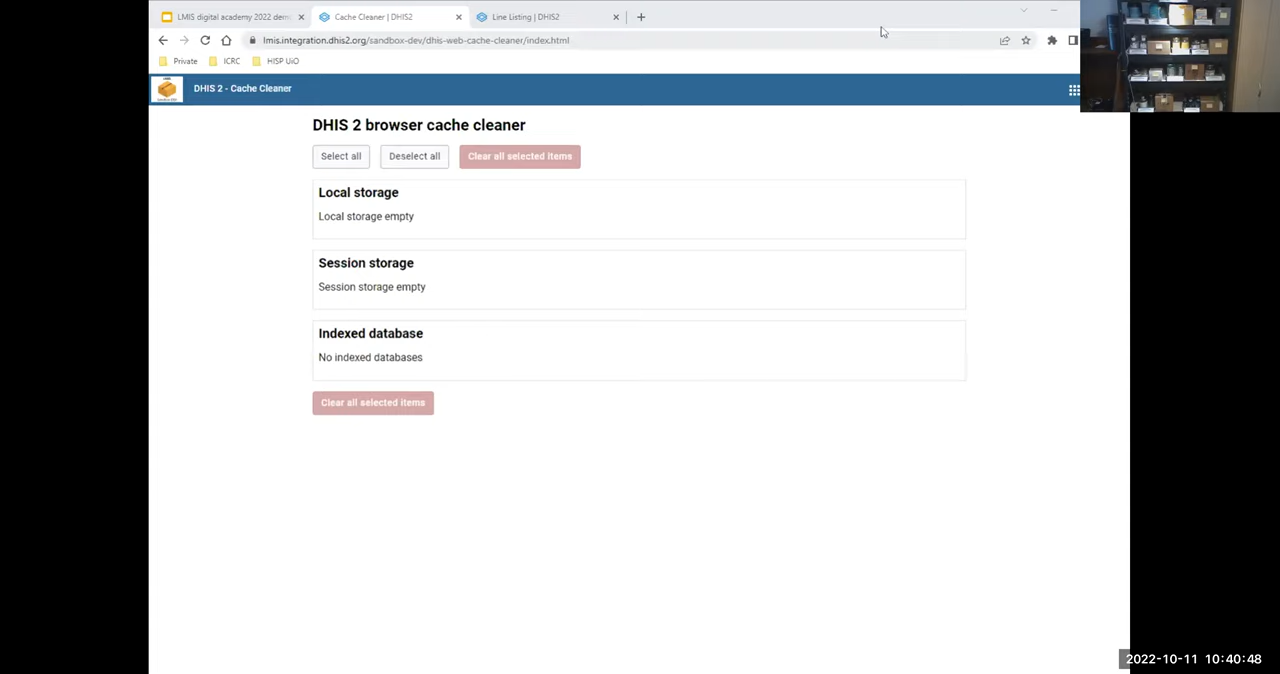 LMIS digital academy 2022 dem
Cache Cleaner | DHIS2
Line Listing | DHIS2
lmis.integration.dhis2.org/sandbox-dev/dhis-web-cache-cleaner/index.html
Private
ICRC
HISP UiO
DHIS 2 - Cache Cleaner
DHIS 2 browser cache cleaner
Select all
Deselect all
Clear all selected items
Local storage
Local storage empty
Session storage
Session storage empty
Indexed database
No indexed databases
Clear all selected items
2022-10-11 10:40:48